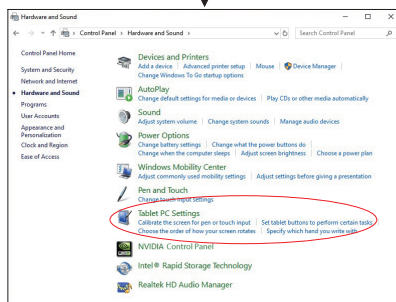 Hardware and Sound
Control Panel > Hardware and Sound >
Search Control Panel
Control Panel Home
System and Security
Network and Internet
Hardware and Sound
Programs
User Accounts
Appearance and
Personalization
Clock and Region
Ease of Access
Devices and Printers
Add a device | Advanced printer setup | Mouse | Device Manager |
Change Windows To Go startup options
AutoPlay
Change default settings for media or devices | Play CDs or other media automatically
Sound
Adjust system volume | Change system sounds | Manage audio devices
Power Options
Change battery settings | Change what the power buttons do |
Change when the computer sleeps | Adjust screen brightness | Choose a power plan
Windows Mobility Center
Adjust commonly used mobility settings | Adjust settings before giving a presentation
Pen and Touch
Change touch input settings
Tablet PC Settings
Calibrate the screen for pen or touch input | Set tablet buttons to perform certain tasks
Choose the order of how your screen rotates | Specify which hand you write with
NVIDIA Control Panel
Intel® Rapid Storage Technology
Realtek HD Audio Manager